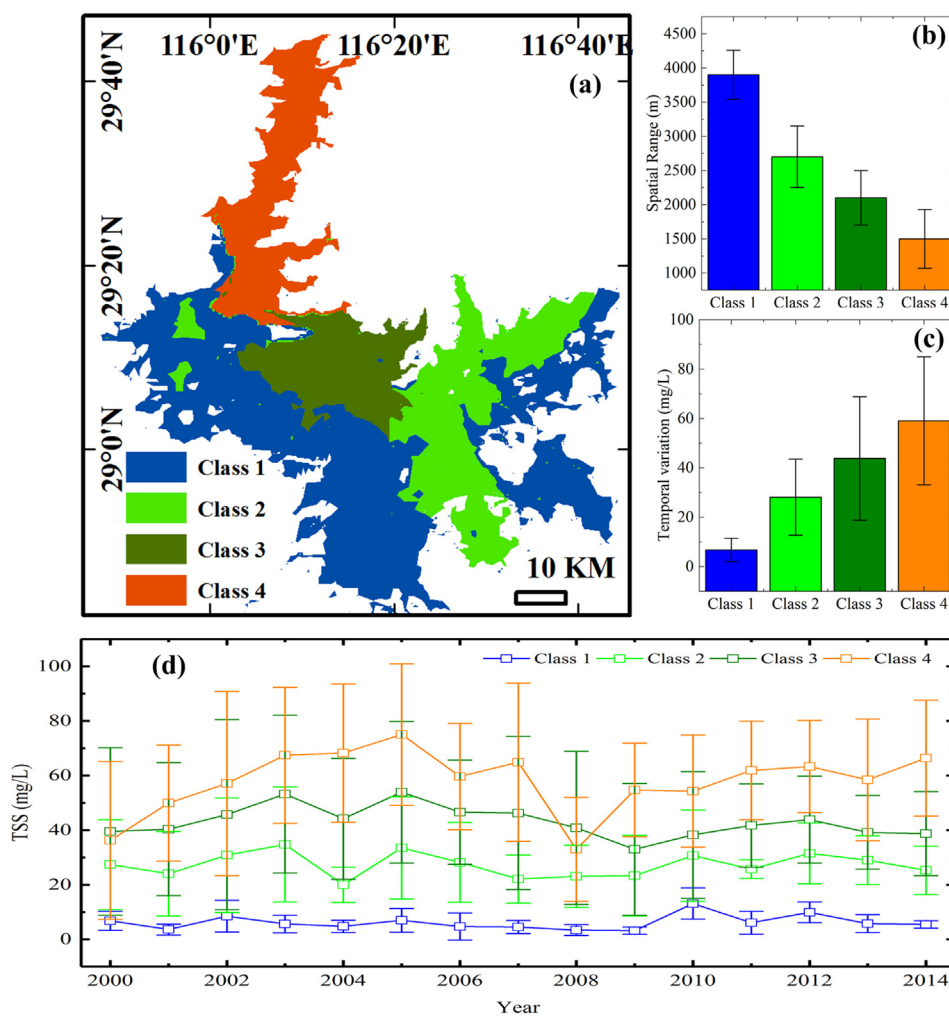 116°0'E 116°20'E 116°40'E
(a)
29°40'N
29°20'N
29°0'N
Class 1
Class 2
Class 3
Class 4
10 KM
(b)
Spatial Range (m)
4000
3500
3000
2500
2000
1500
1000
Class 1 Class 2 Class 3 Class 4
(c)
Temporal variation (mg/L)
100
80
60
40
20
0
Class 1 Class 2 Class 3 Class 4
(d)
Class 1 Class 2 Class 3 Class 4
TSS (mg/L)
100
80
60
40
20
0
2000 2002 2004 2006 2008 2010 2012 2014
Year